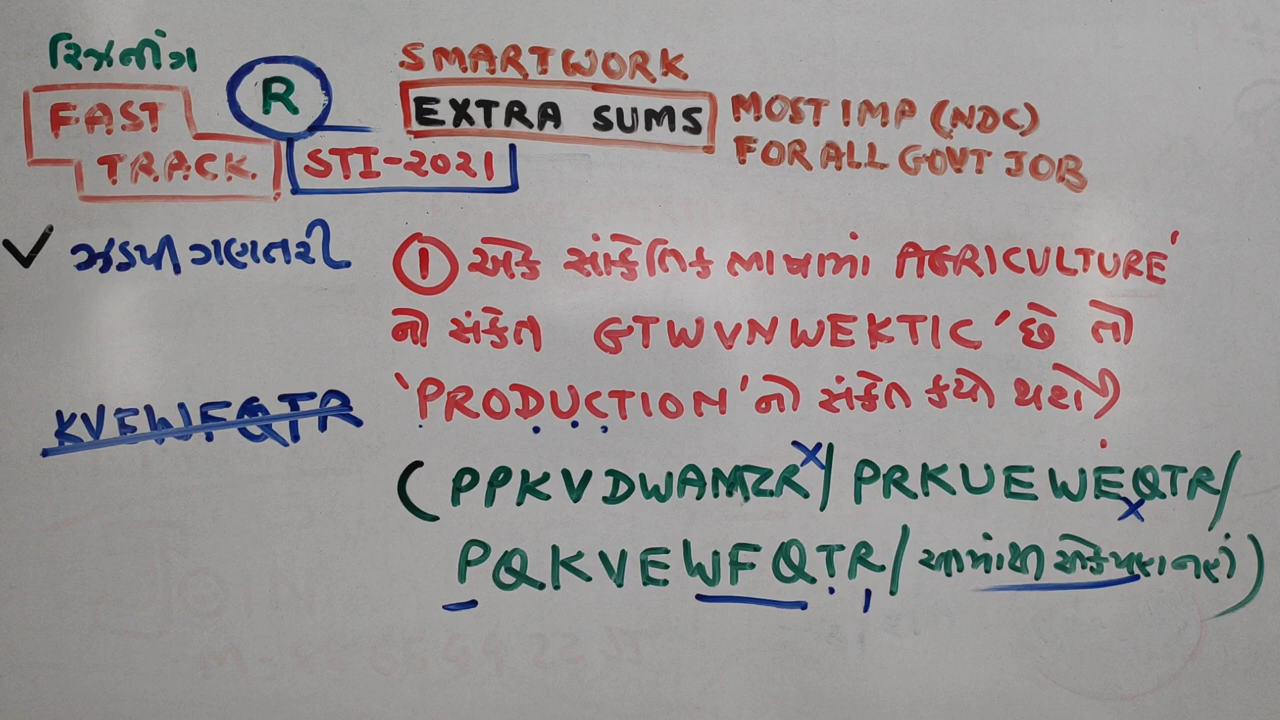 રિઝનીંગ
FAST
TRACK
R
STI-2021
SMARTWORK
EXTRA SUMS
MOST IMP (NDC)
FOR ALL GOVT JOB
✓ ઝડપી ગણતરી
① એક સાંકેતિક ભાષામાં AGRICULTURE'
નો સંકેત GTWVNWEKTIC' છે તો
'PRODUCTION' નો સંકેત કયો થશે?
KVEWFQTR
(PPKVDWAMZR / PRKUEWEQTR /
PQKVEWFQTR / આમાંથી એકપણ નહીં)